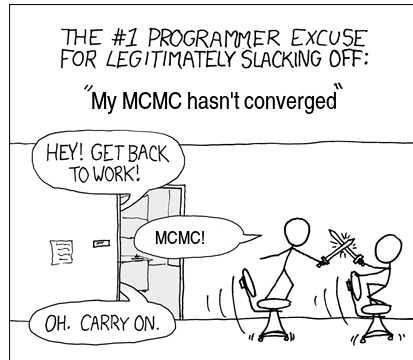 THE #1 PROGRAMMER EXCUSE
FOR LEGITIMATELY SLACKING OFF:
"My MCMC hasn't converged"
HEY! GET BACK
TO WORK!
MCMC!
OH. CARRY ON.